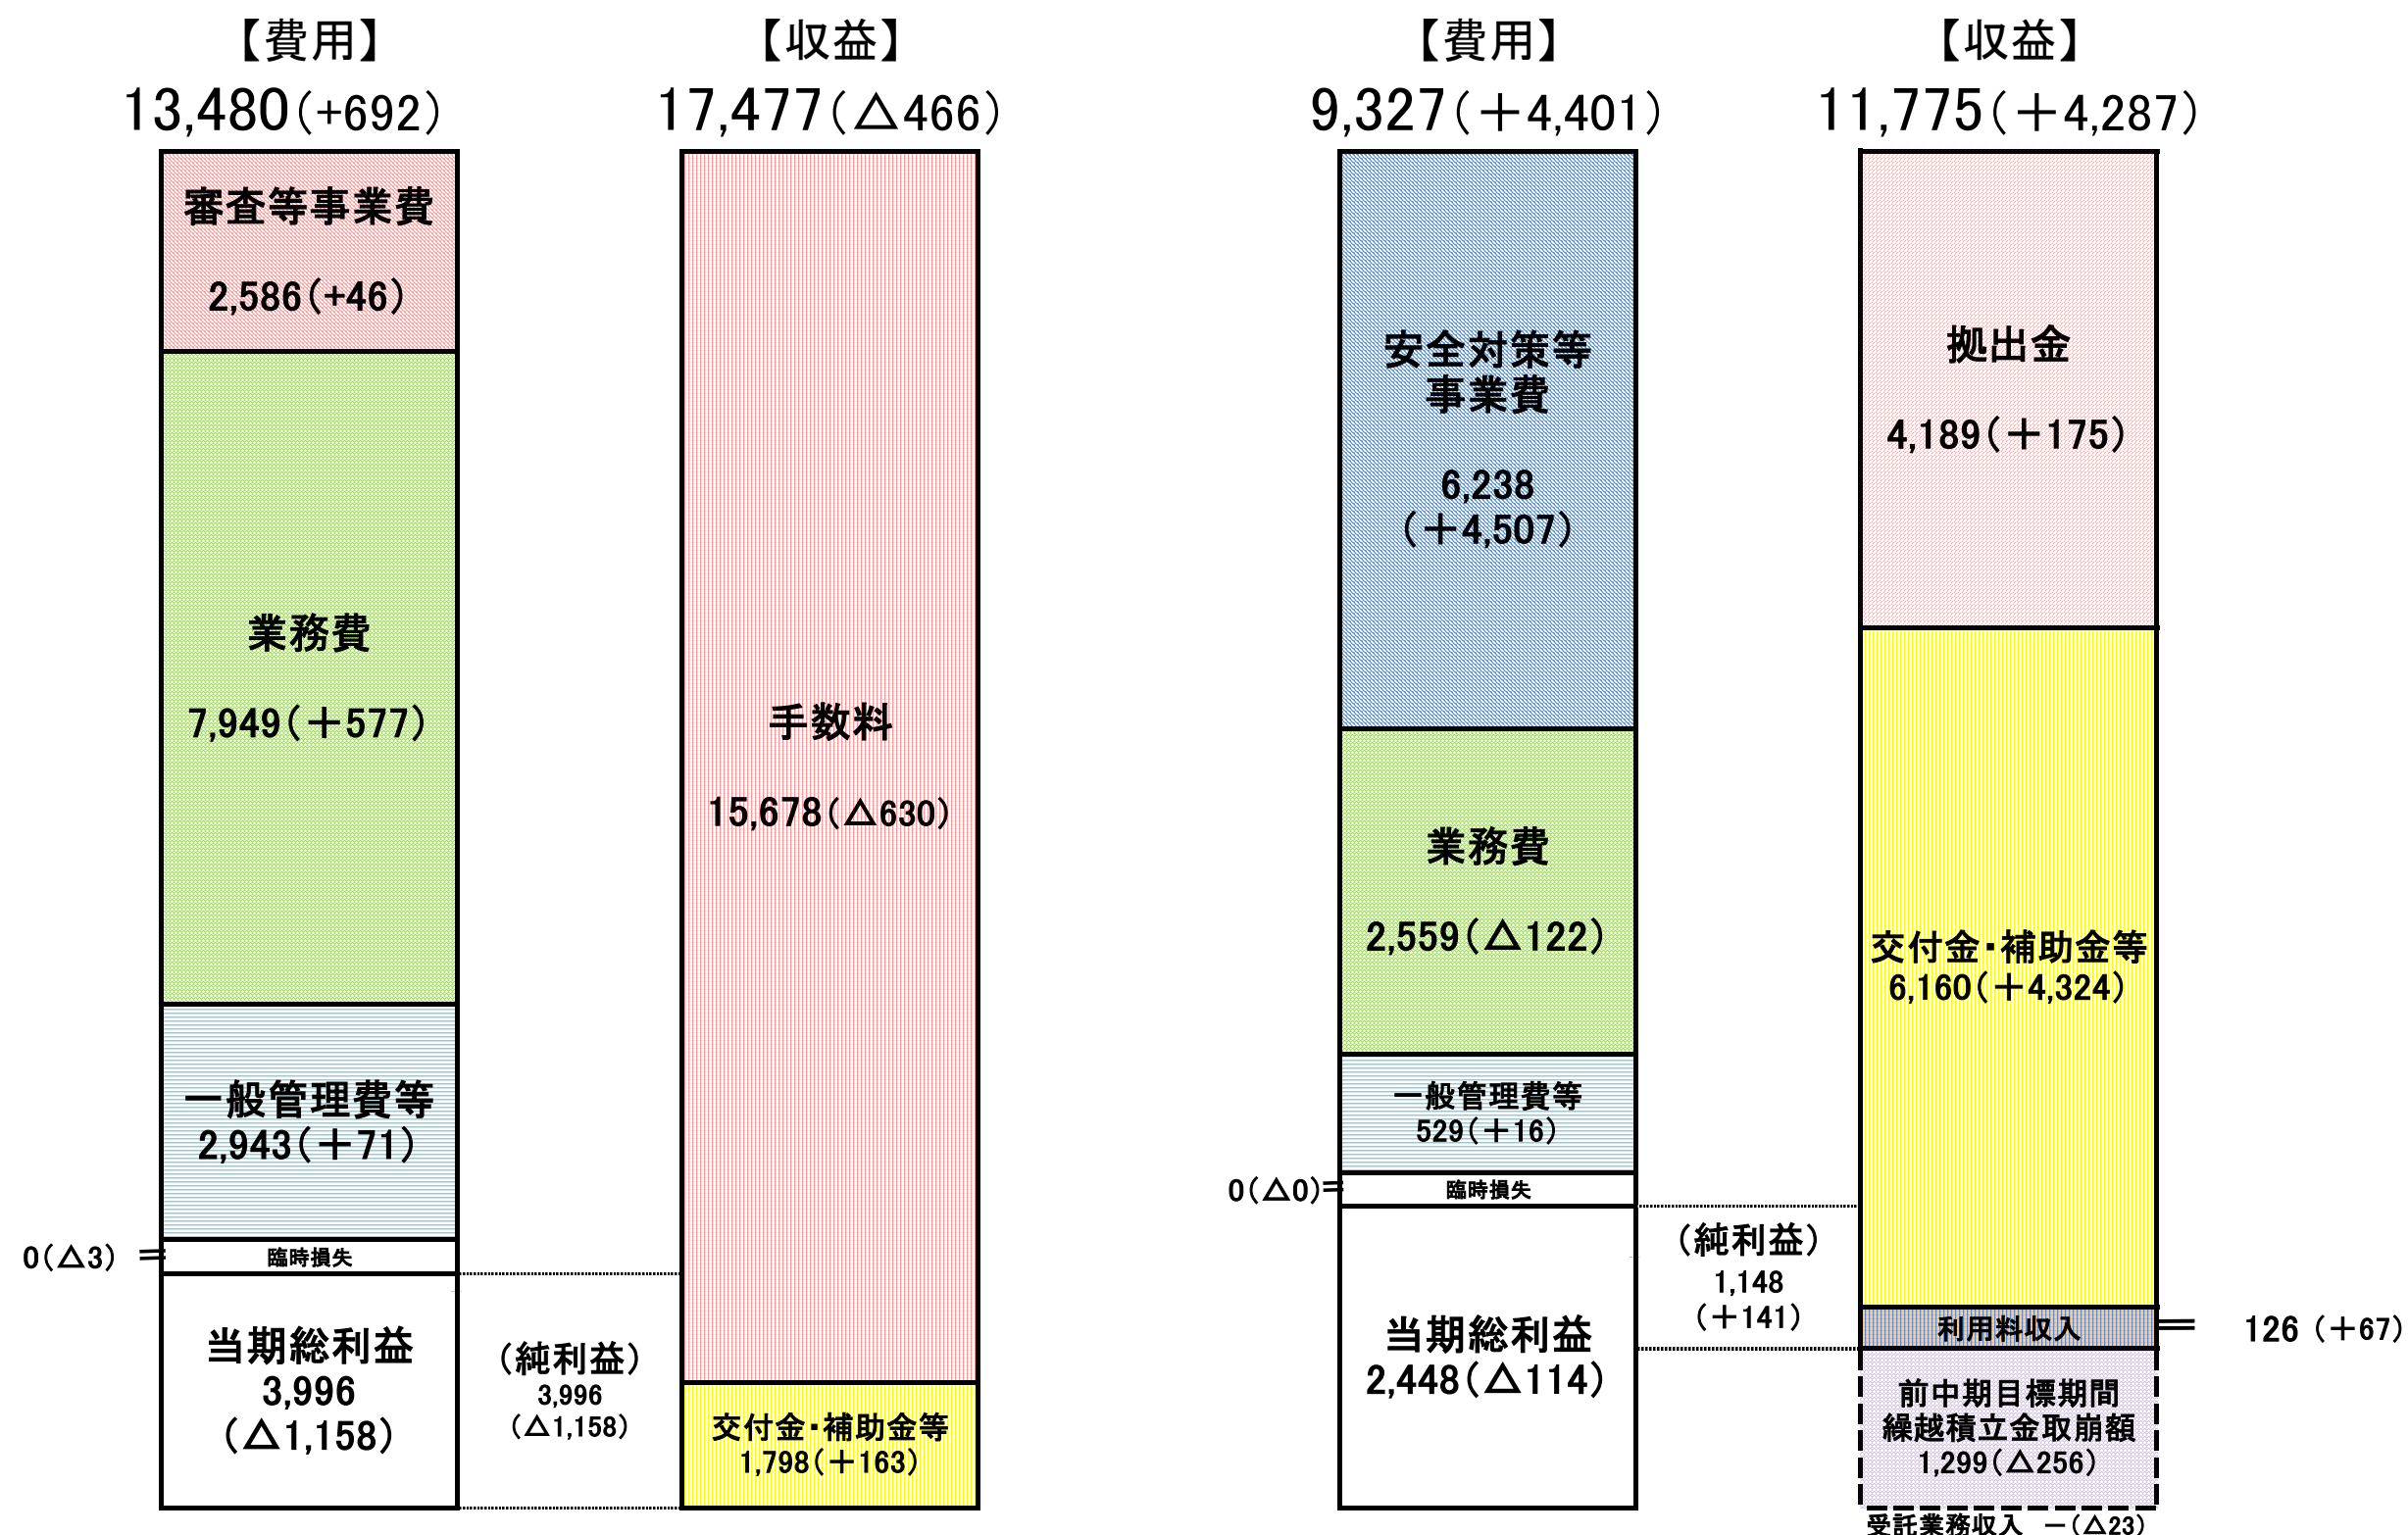 【費用】
13,480(+692)
審査等事業費
2,586(+46)
業務費
7,949(+577)
一般管理費等
2,943(+71)
0(△3)
臨時損失
当期総利益
3,996
(△1,158)
(純利益)
3,996
(△1,158)
【収益】
17,477(△466)
手数料
15,678(△630)
交付金・補助金等
1,798(+163)
【費用】
9,327(+4,401)
安全対策等
事業費
6,238
(+4,507)
業務費
2,559(△122)
一般管理費等
529(+16)
0(△0)
臨時損失
当期総利益
2,448(△114)
(純利益)
1,148
(+141)
【収益】
11,775(+4,287)
拠出金
4,189(+175)
交付金・補助金等
6,160(+4,324)
利用料収入
126 (+67)
前中期目標期間
繰越積立金取崩額
1,299(△256)
受託業務収入 －(△23)